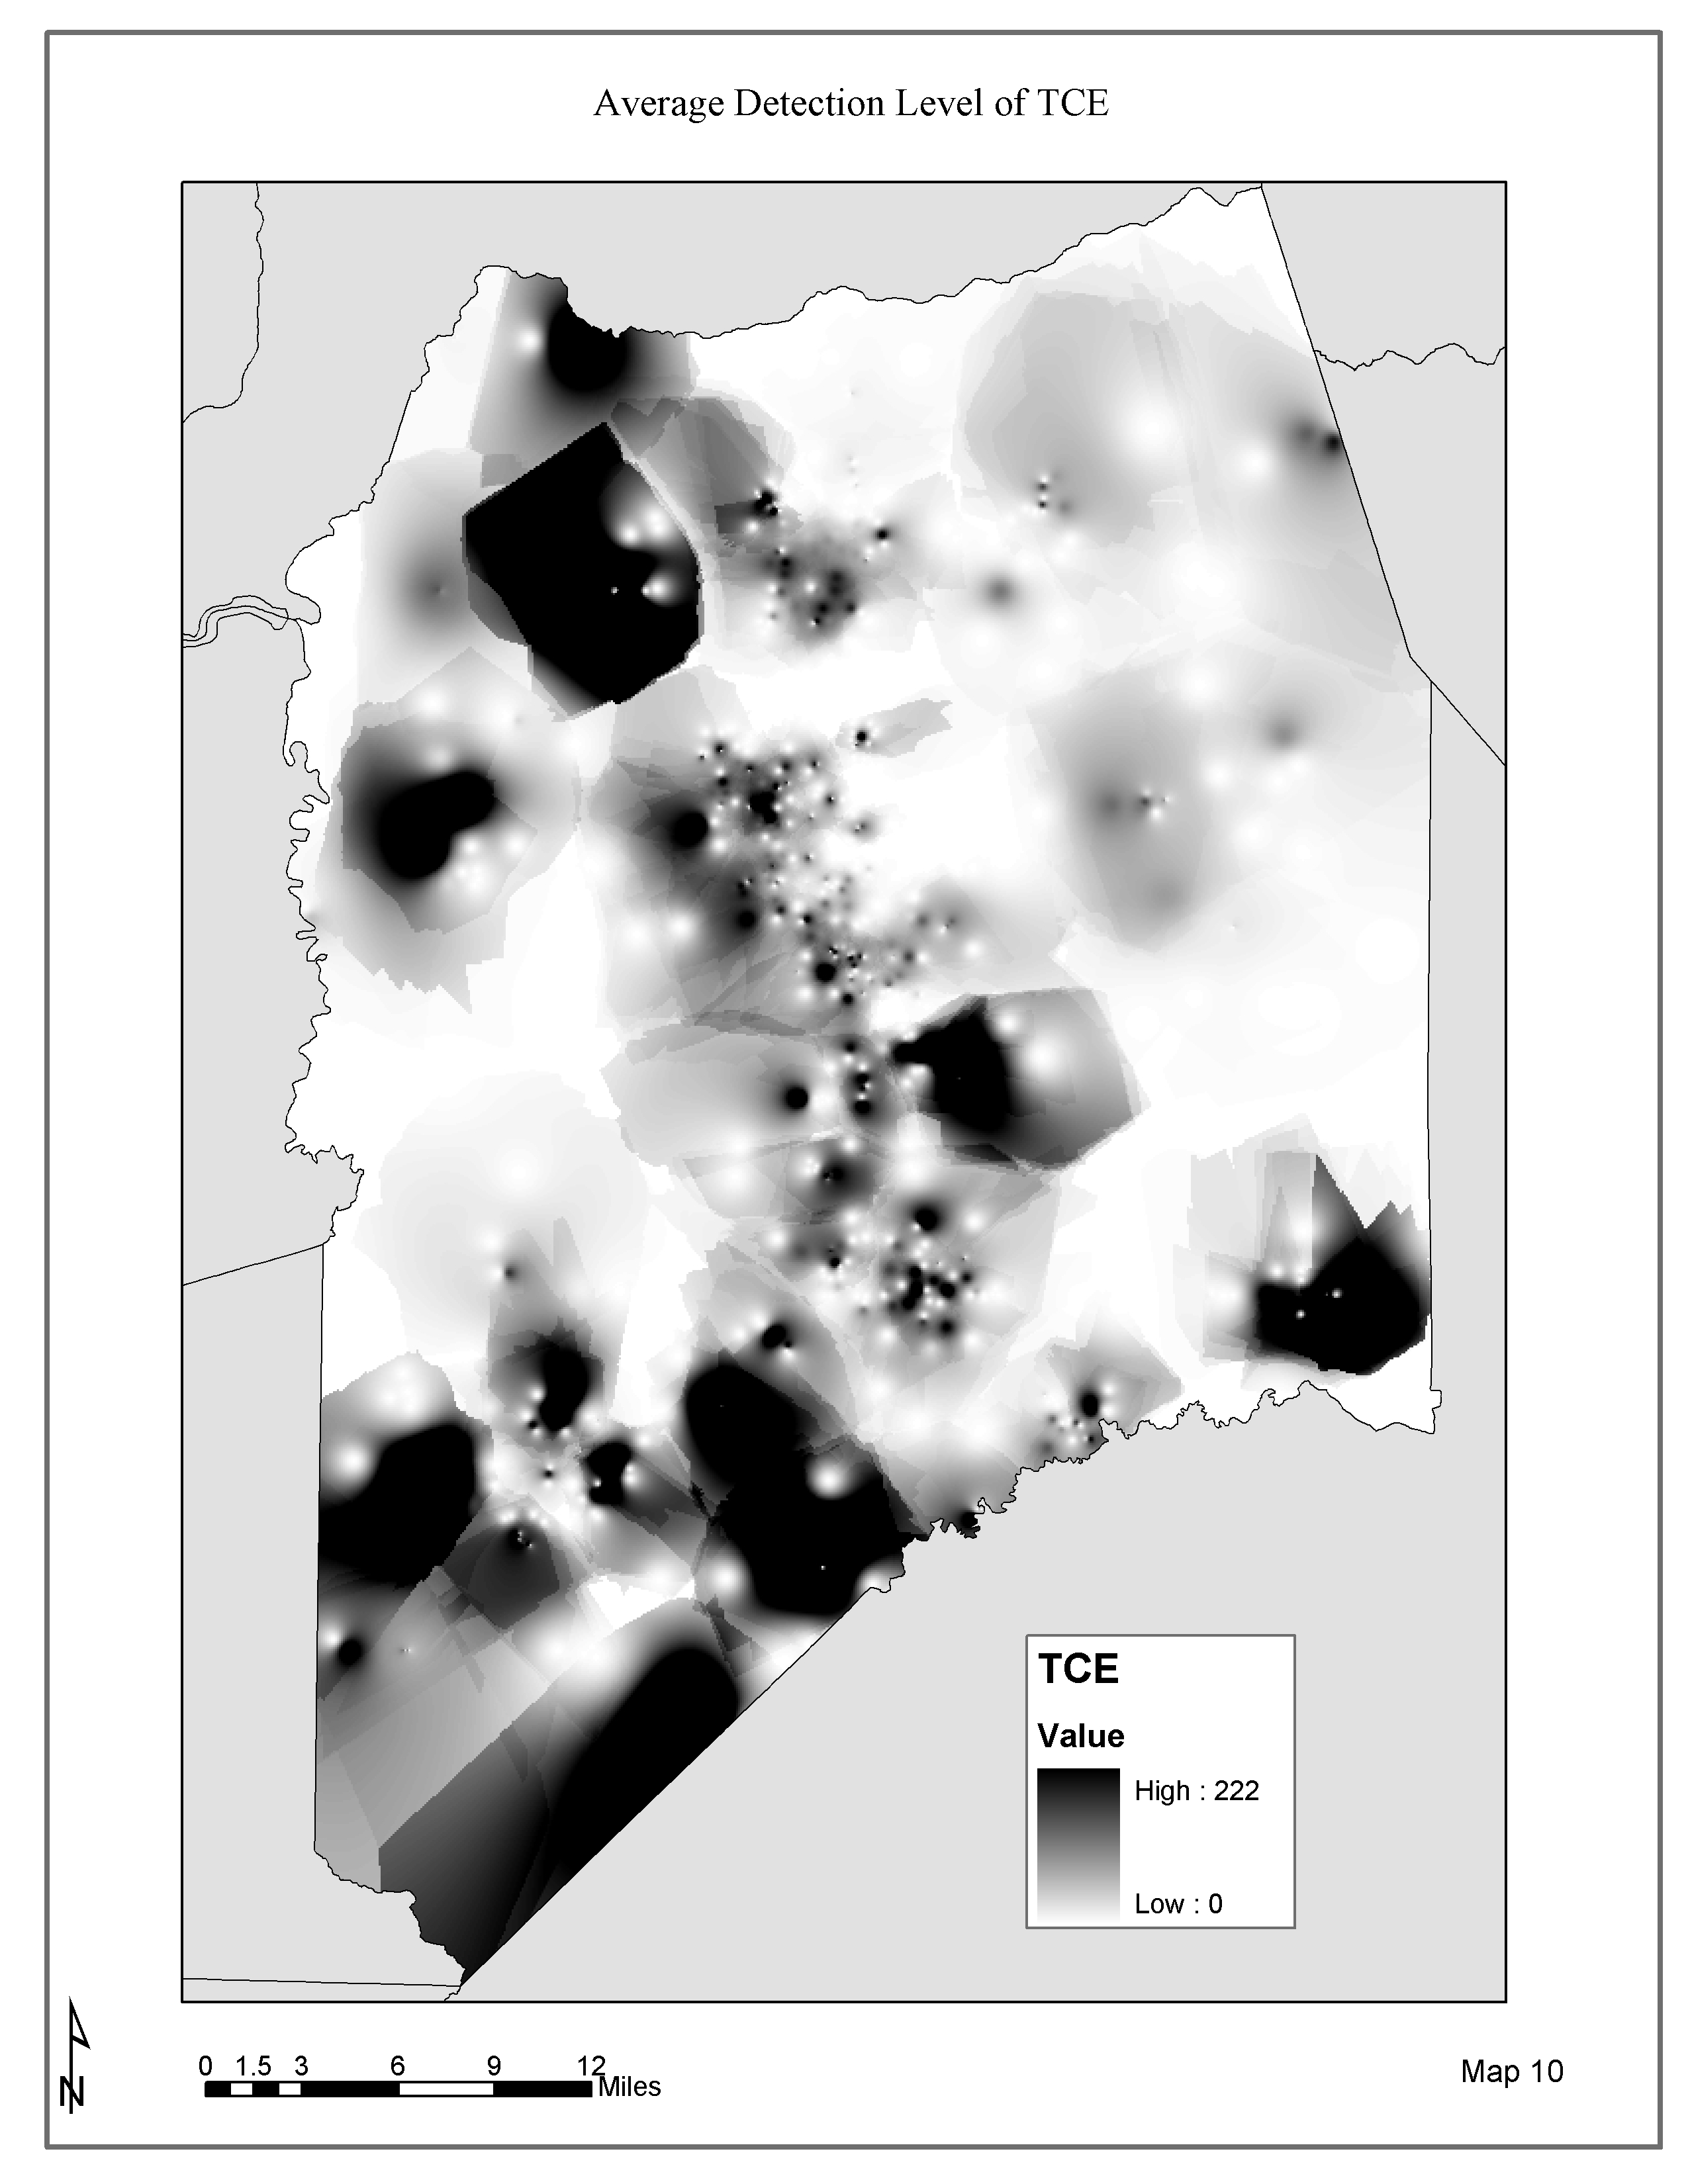 Average Detection Level of TCE
TCE
Value
High : 222
Low : 0
N
0 1.5 3 6 9 12
Miles
Map 10